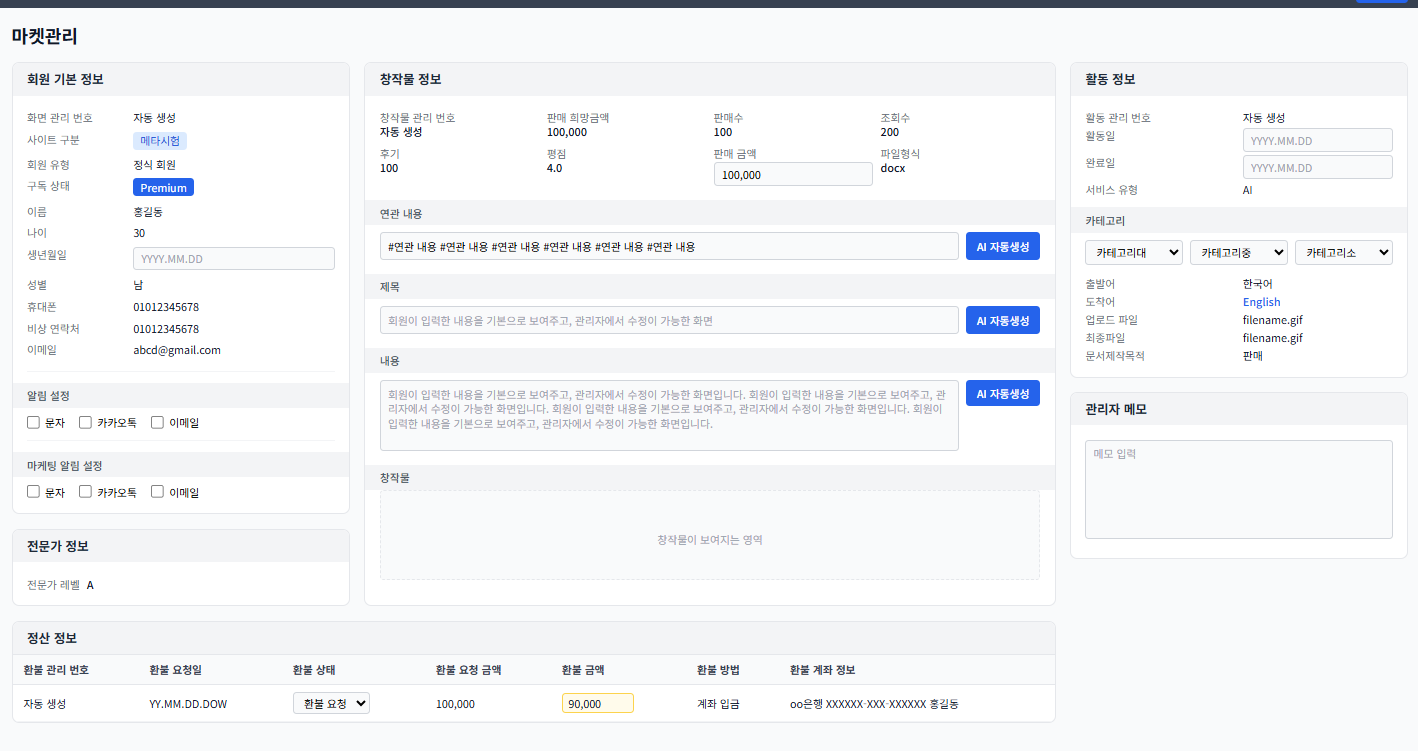 마켓관리
회원 기본 정보
화면 관리 번호 자동 생성
사이트 구분 메타시험
회원 유형 정식 회원
구독 상태 Premium
이름 홍길동
나이 30
생년월일 YYYY.MM.DD
성별 남
휴대폰 01012345678
비상 연락처 01012345678
이메일 abcd@gmail.com
알림 설정
문자 카카오톡 이메일
마케팅 알림 설정
문자 카카오톡 이메일
전문가 정보
전문가 레벨 A
창작물 정보
창작물 관리 번호 판매 희망금액 판매수 조회수
자동 생성 100,000 100 200
후기 평점 판매 금액 파일형식
100 4.0 100,000 docx
연관 내용
#연관 내용 #연관 내용 #연관 내용 #연관 내용 #연관 내용 #연관 내용 AI 자동생성
제목
회원이 입력한 내용을 기본으로 보여주고, 관리자에서 수정이 가능한 화면 AI 자동생성
내용
회원이 입력한 내용을 기본으로 보여주고, 관리자에서 수정이 가능한 화면입니다. 회원이 입력한 내용을 기본으로 보여주고, 관 AI 자동생성
리자에서 수정이 가능한 화면입니다. 회원이 입력한 내용을 기본으로 보여주고, 관리자에서 수정이 가능한 화면입니다. 회원이
입력한 내용을 기본으로 보여주고, 관리자에서 수정이 가능한 화면입니다.
창작물
창작물이 보여지는 영역
활동 정보
활동 관리 번호 자동 생성
활동일 YYYY.MM.DD
완료일 YYYY.MM.DD
서비스 유형 AI
카테고리
카테고리대 카테고리중 카테고리소
출발어 한국어
도착어 English
업로드 파일 filename.gif
최종파일 filename.gif
문서제작목적 판매
관리자 메모
메모 입력
정산 정보
환불 관리 번호 환불 요청일 환불 상태 환불 요청 금액 환불 금액 환불 방법 환불 계좌 정보
자동 생성 YY.MM.DD.DOW 환불 요청 100,000 90,000 계좌 입금 oo은행 XXXXXX-XXX-XXXXXX 홍길동